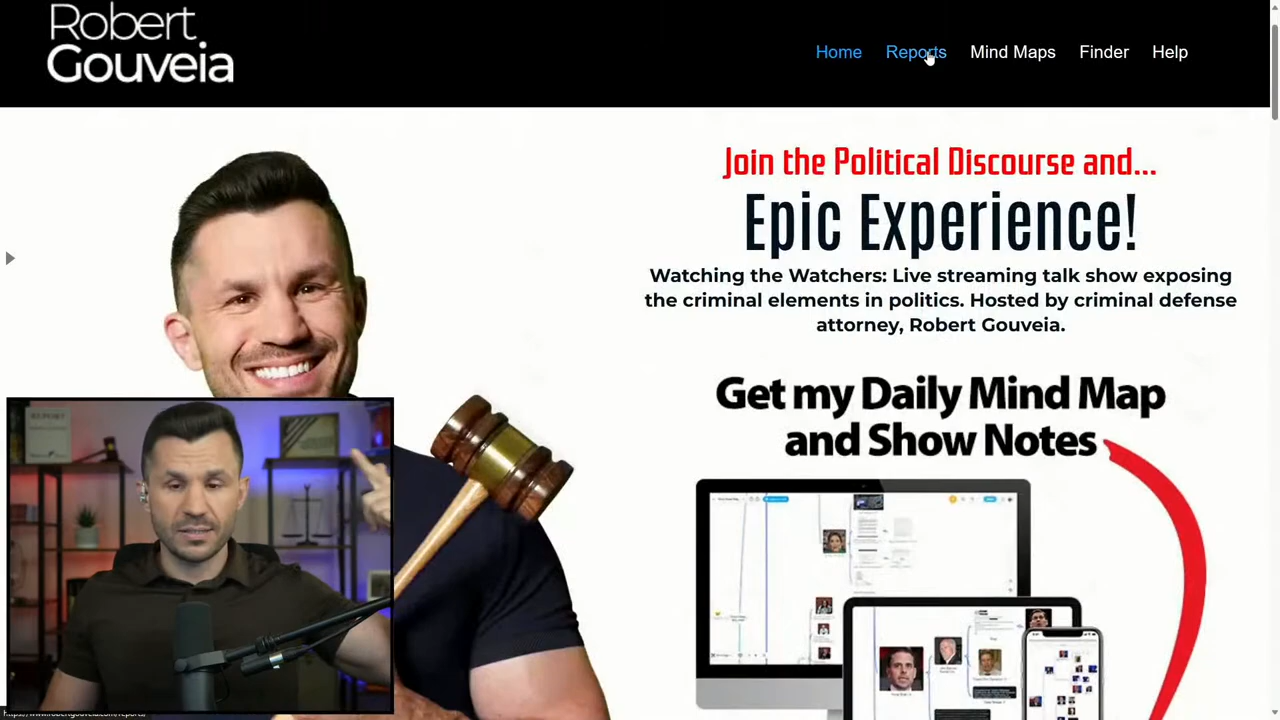 Robert
Gouveia
Home Reports Mind Maps Finder Help
Join the Political Discourse and...
Epic Experience!
Watching the Watchers: Live streaming talk show exposing
the criminal elements in politics. Hosted by criminal defense
attorney, Robert Gouveia.
Get my Daily Mind Map
and Show Notes